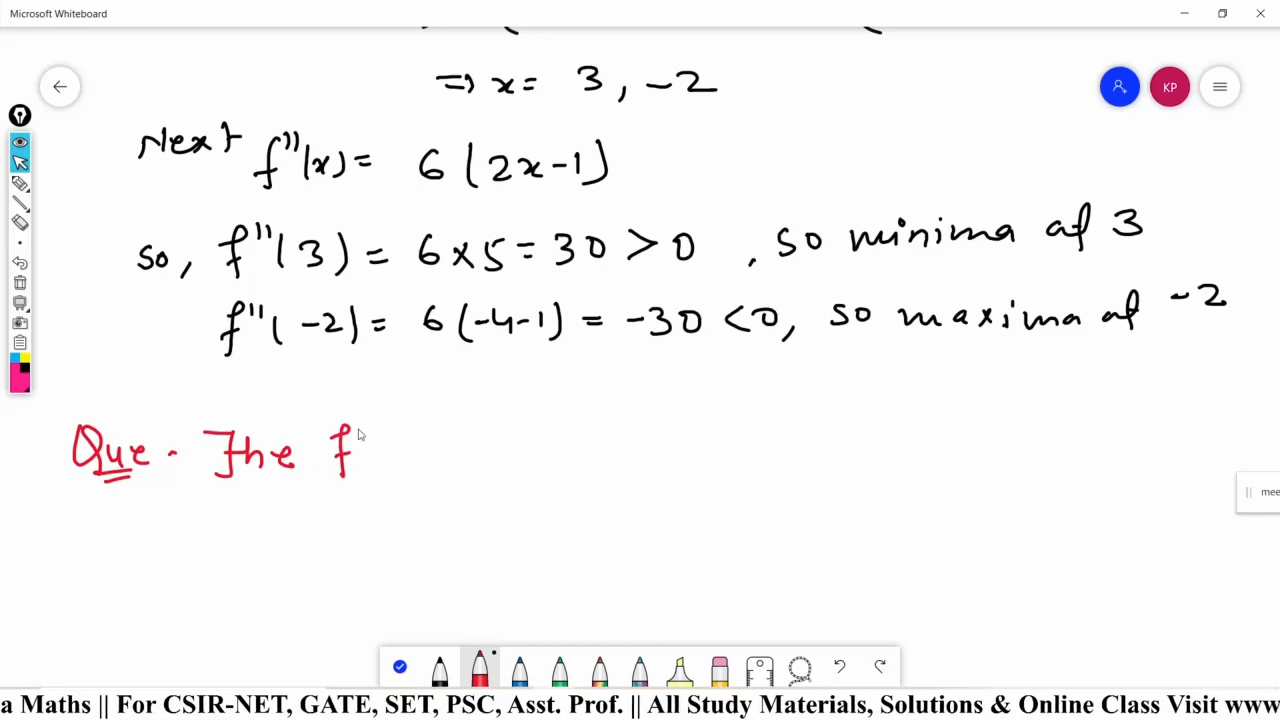 Microsoft Whiteboard
⇒ x = 3, -2
KP
Next f''(x) = 6(2x-1)
so, f''(3) = 6×5 = 30 > 0, so minima at 3
f''(-2) = 6(-4-1) = -30 <0, so maxima at -2
Que. The f
mee
a Maths || For CSIR-NET, GATE, SET, PSC, Asst. Prof. || All Study Materials, Solutions & Online Class Visit www